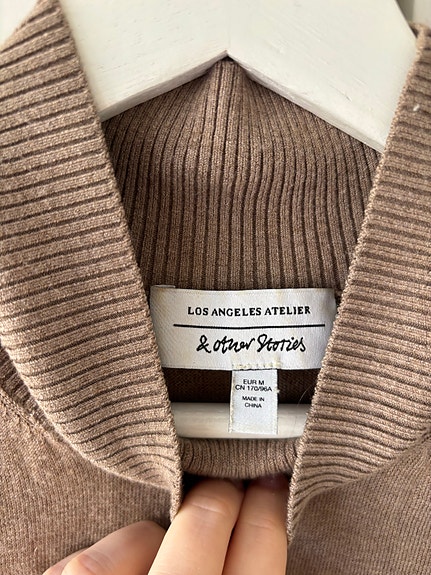 LOS ANGELES ATELIER
& other Stories
EUR M
CN 170/96A
MADE IN
CHINA